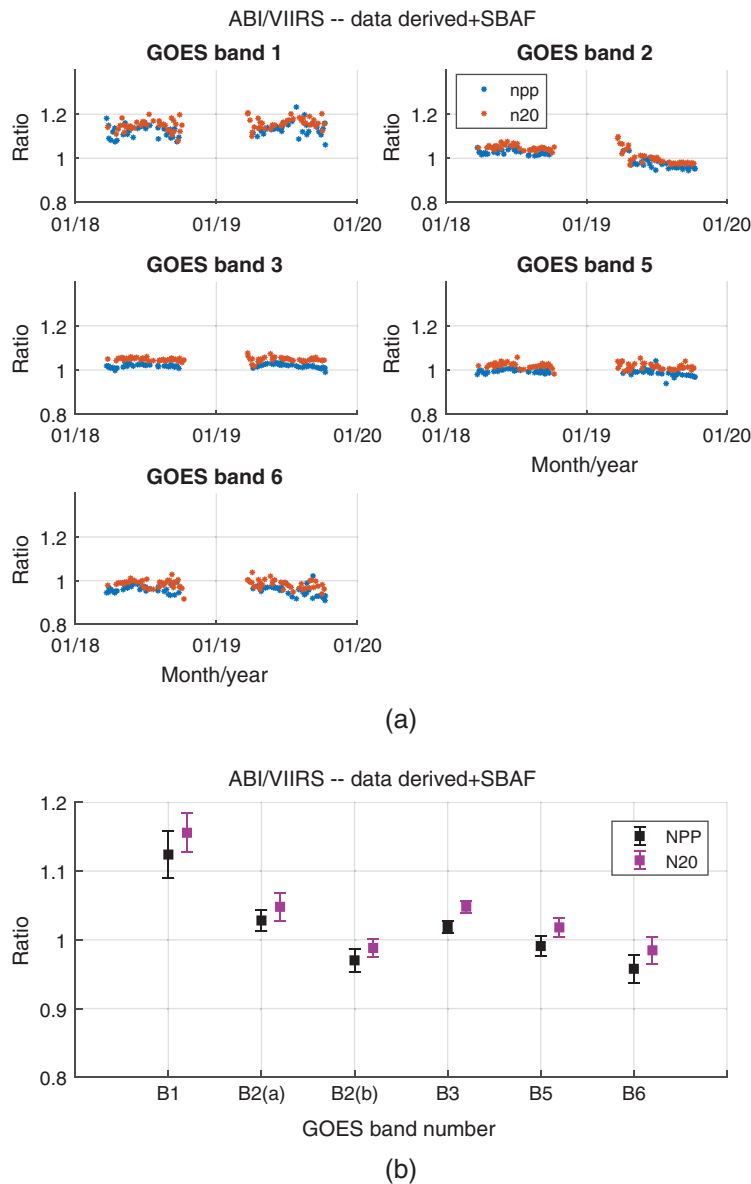 ABI/VIIRS -- data derived+SBAF
GOES band 1
Ratio
1.2
1
0.8
01/18
01/19
01/20
GOES band 2
npp
n20
Ratio
1.2
1
0.8
01/18
01/19
01/20
GOES band 3
Ratio
1.2
1
0.8
01/18
01/19
01/20
GOES band 5
Ratio
1.2
1
0.8
01/18
01/19
01/20
Month/year
GOES band 6
Ratio
1.2
1
0.8
01/18
01/19
01/20
Month/year
(a)
ABI/VIIRS -- data derived+SBAF
NPP
N20
Ratio
1.2
1.1
1
0.9
0.8
B1
B2(a)
B2(b)
B3
B5
B6
GOES band number
(b)